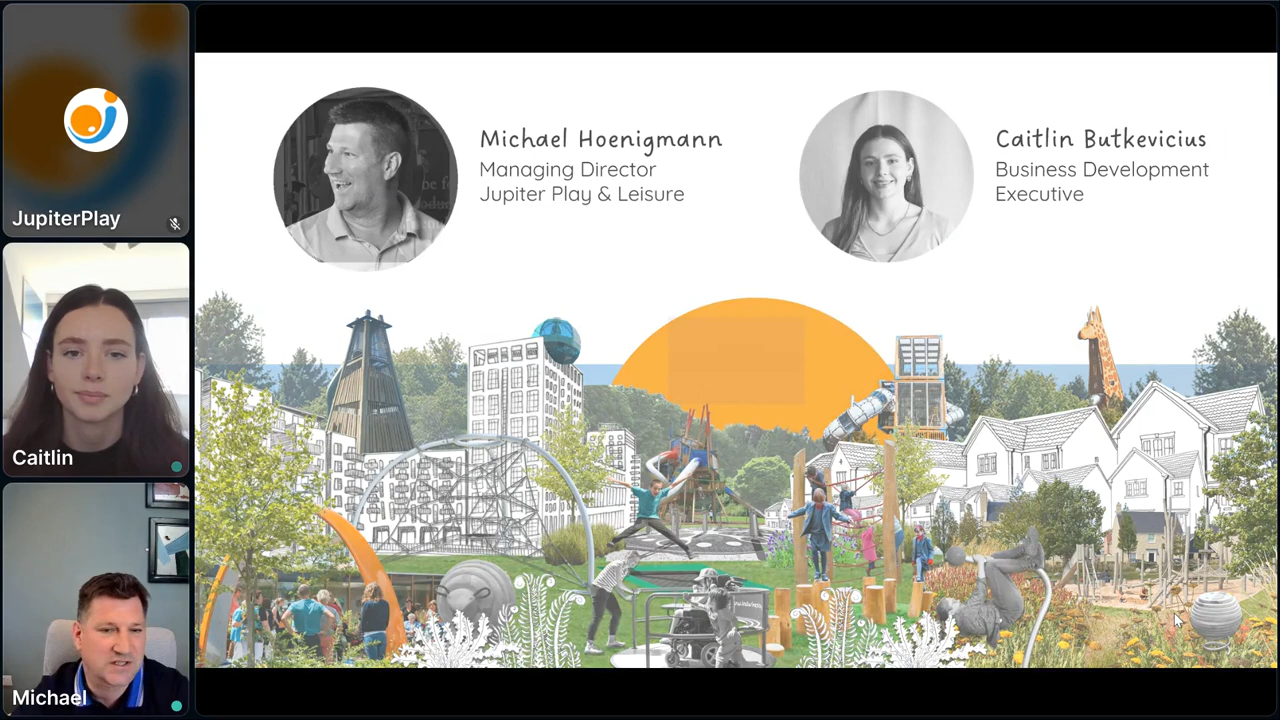 JupiterPlay
Caitlin
Michael
Michael Hoenigmann
Managing Director
Jupiter Play & Leisure
Caitlin Butkevicius
Business Development
Executive